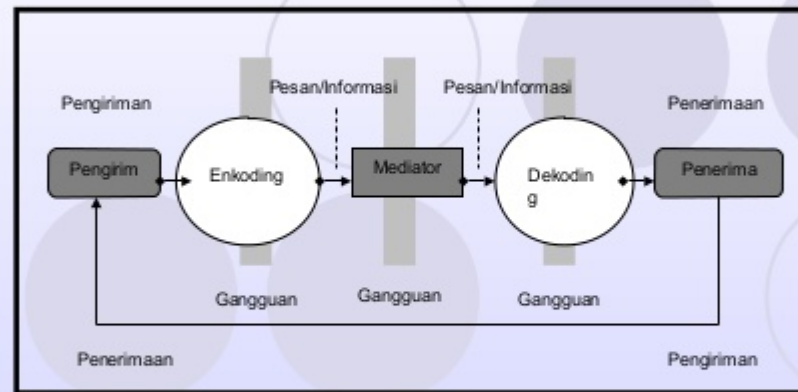 Pesan/Informasi
Pesan/Informasi
Pengiriman
Penerimaan
Pengirim
Enkoding
Mediator
Dekodin
g
Penerima
Gangguan
Gangguan
Gangguan
Penerimaan
Pengiriman